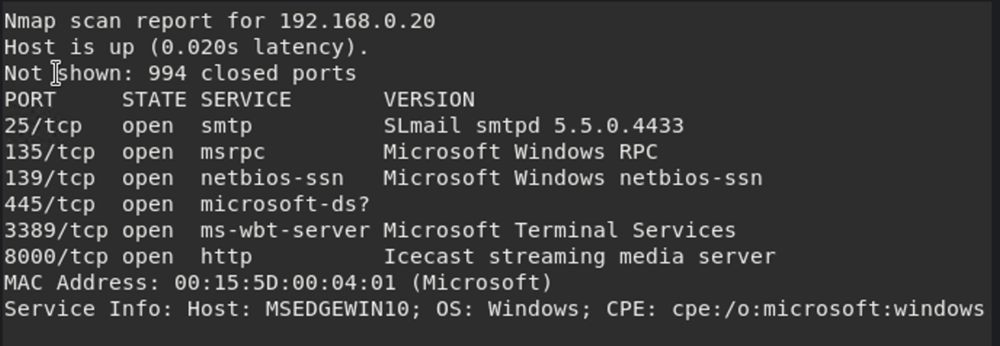 Nmap scan report for 192.168.0.20
Host is up (0.020s latency).
Not shown: 994 closed ports
PORT     STATE SERVICE       VERSION
25/tcp   open  smtp          SLmail smtpd 5.5.0.4433
135/tcp  open  msrpc         Microsoft Windows RPC
139/tcp  open  netbios-ssn   Microsoft Windows netbios-ssn
445/tcp  open  microsoft-ds?
3389/tcp open  ms-wbt-server Microsoft Terminal Services
8000/tcp open  http          Icecast streaming media server
MAC Address: 00:15:5D:00:04:01 (Microsoft)
Service Info: Host: MSEDGEWIN10; OS: Windows; CPE: cpe:/o:microsoft:windows